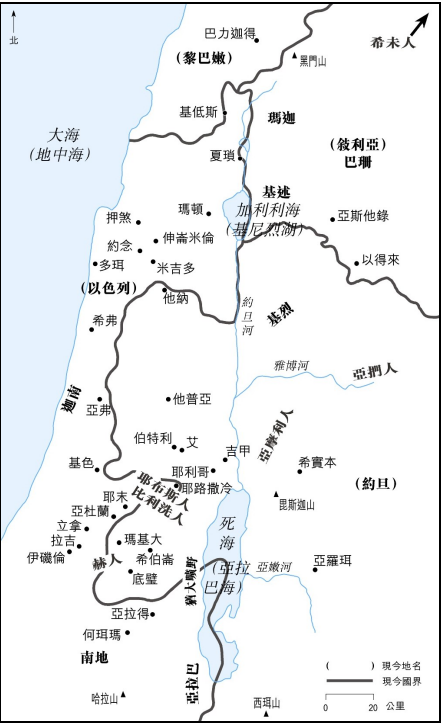 北
巴力迦得
希未人
(黎巴嫩)
黑門山
基低斯
瑪迦
大海
(地中海)
(敍利亞)
巴珊
夏瑣
基述
瑪頓
加利利海
(基尼烈湖)
亞斯他錄
押煞
伸崙米倫
約念
以得來
多珥
米吉多
(以色列)
他納
約旦河
基烈
希弗
雅博河
亞捫人
迦南
亞弗
他普亞
亞摩利人
伯特利
艾
吉甲
基色
耶利哥
希實本
耶布斯人
比利洗人
耶路撒冷
(約旦)
耶末
毘斯迦山
亞杜蘭
立拿
死海
(亞拉巴海)
拉吉
瑪基大
伊磯倫
希伯崙
赫人
底璧
猶大曠野
亞嫩河
亞羅珥
亞拉得
何珥瑪
南地
亞拉巴
哈拉山
西珥山
( ) 現今地名
現今國界
0 20 公里